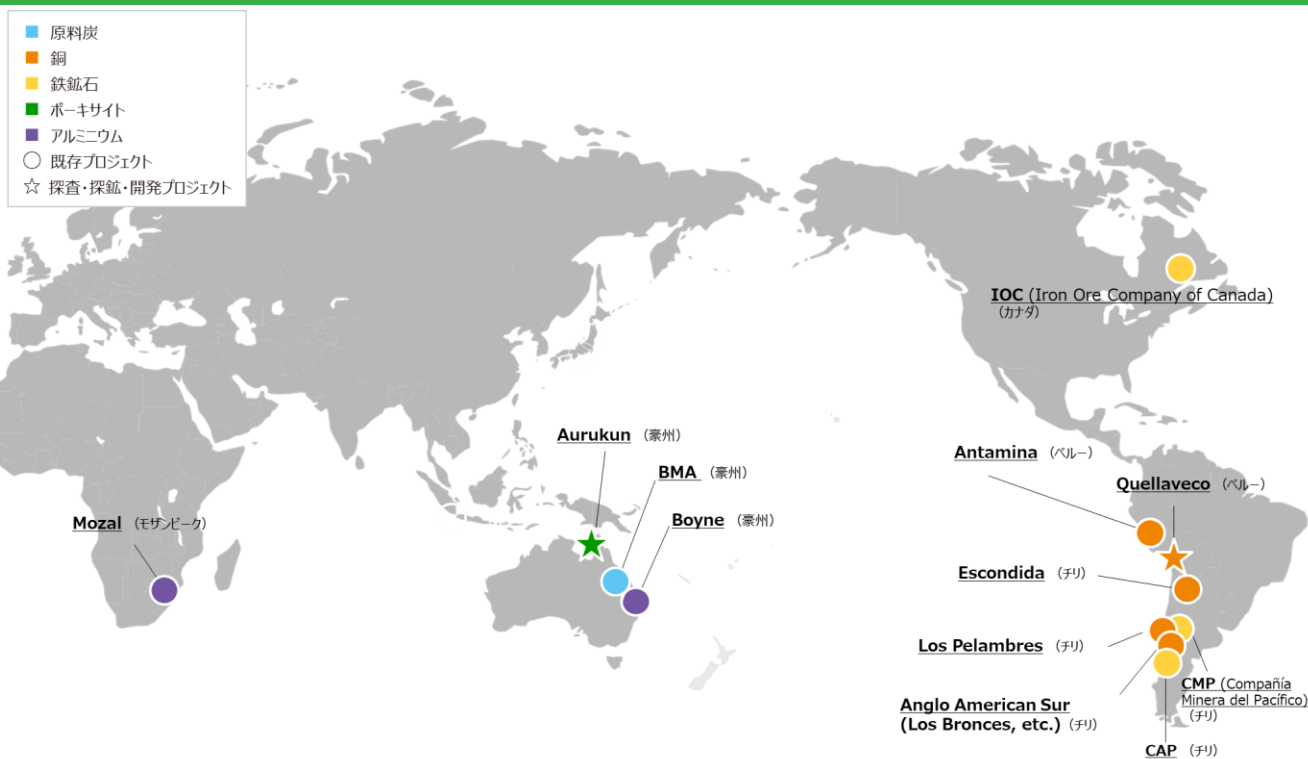 原料炭
銅
鉄鉱石
ボーキサイト
アルミニウム
既存プロジェクト
探査・探鉱・開発プロジェクト
IOC (Iron Ore Company of Canada)
(カナダ)
Aurukun (豪州)
BMA (豪州)
Boyne (豪州)
Mozal (モザンビーク)
Antamina (ペルー)
Quellaveco (ペルー)
Escondida (チリ)
Los Pelambres (チリ)
Anglo American Sur
(Los Bronces, etc.) (チリ)
CMP (Compañía
Minera del Pacífico)
(チリ)
CAP (チリ)